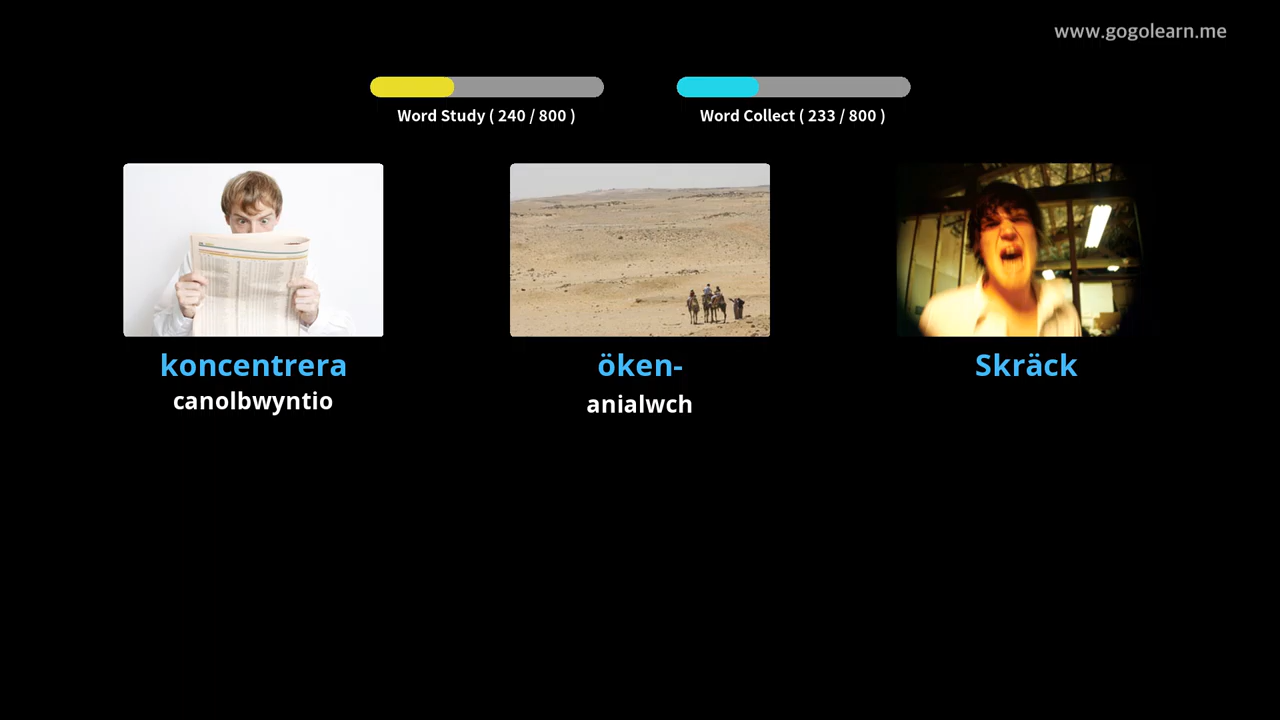 www.gogolearn.me
Word Study ( 240 / 800 )
Word Collect ( 233 / 800 )
koncentrera
canolbwyntio
öken-
anialwch
Skräck